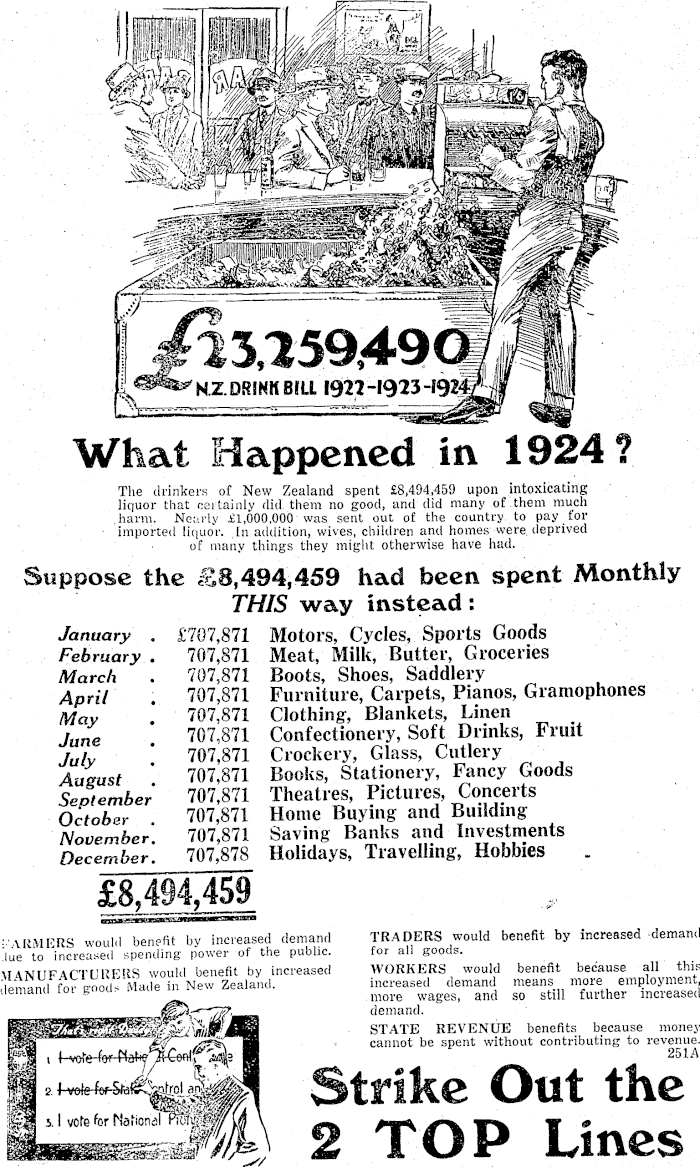 BAR
BAR
£23,259,490
N.Z. DRINK BILL 1922-1923-1924
What Happened in 1924?
The drinkers of New Zealand spent £8,494,459 upon intoxicating
liquor that certainly did them no good, and did many of them much
harm. Nearly £1,000,000 was sent out of the country to pay for
imported liquor. In addition, wives, children and homes were deprived
of many things they might otherwise have had.
Suppose the £8,494,459 had been spent Monthly
THIS way instead:
January . £707,871 Motors, Cycles, Sports Goods
February . 707,871 Meat, Milk, Butter, Groceries
March . 707,871 Boots, Shoes, Saddlery
April . 707,871 Furniture, Carpets, Pianos, Gramophones
May . 707,871 Clothing, Blankets, Linen
June . 707,871 Confectionery, Soft Drinks, Fruit
July . 707,871 Crockery, Glass, Cutlery
August . 707,871 Books, Stationery, Fancy Goods
September 707,871 Theatres, Pictures, Concerts
October . 707,871 Home Buying and Building
November. 707,871 Saving Banks and Investments
December. 707,878 Holidays, Travelling, Hobbies
£8,494,459
FARMERS would benefit by increased demand
due to increased spending power of the public.
MANUFACTURERS would benefit by increased
demand for goods Made in New Zealand.
TRADERS would benefit by increased demand
for all goods.
WORKERS would benefit because all this
increased demand means more employment,
more wages, and so still further increased
demand.
STATE REVENUE benefits because money
cannot be spent without contributing to revenue.
251A
1. I vote for Natio
2. I vote for State ntrol an
3. I vote for National
Strike Out the
2 TOP Lines